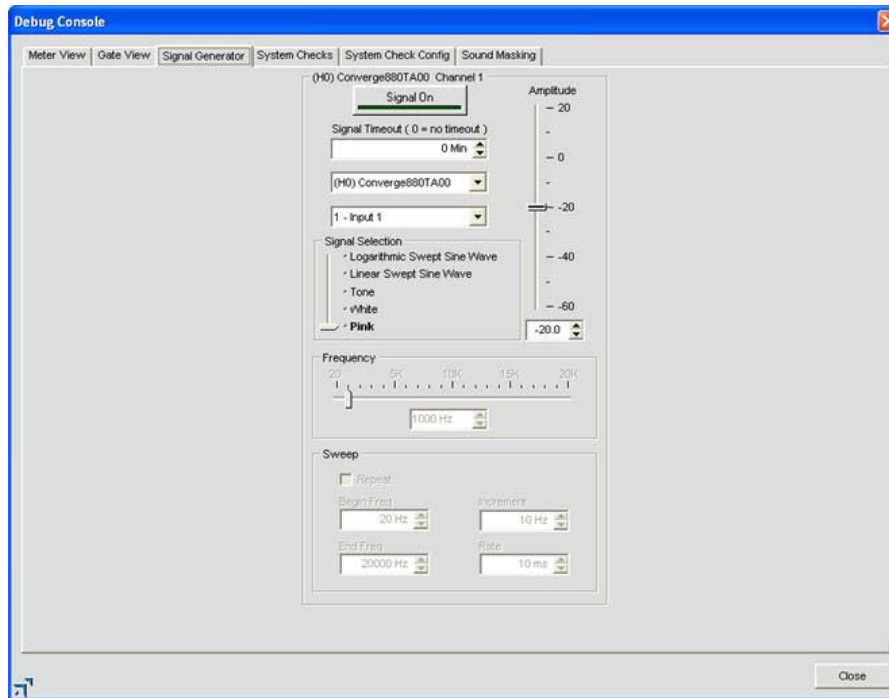 Debug Console
Meter View Gate View Signal Generator System Checks System Check Config Sound Masking
(H0) Converge880TA00 Channel 1
Signal On
Signal Timeout ( 0 = no timeout )
0 Min
(H0) Converge880TA00
1 - Input 1
Signal Selection
Logarithmic Swept Sine Wave
Linear Swept Sine Wave
Tone
White
Pink
Amplitude
20
0
-20
-40
-60
-20.0
Frequency
20 5K 10K 15K 20K
1000 Hz
Sweep
Repeat
Begin Freq Increment
20 Hz 10 Hz
End Freq Rate
20000 Hz 10 ms
Close